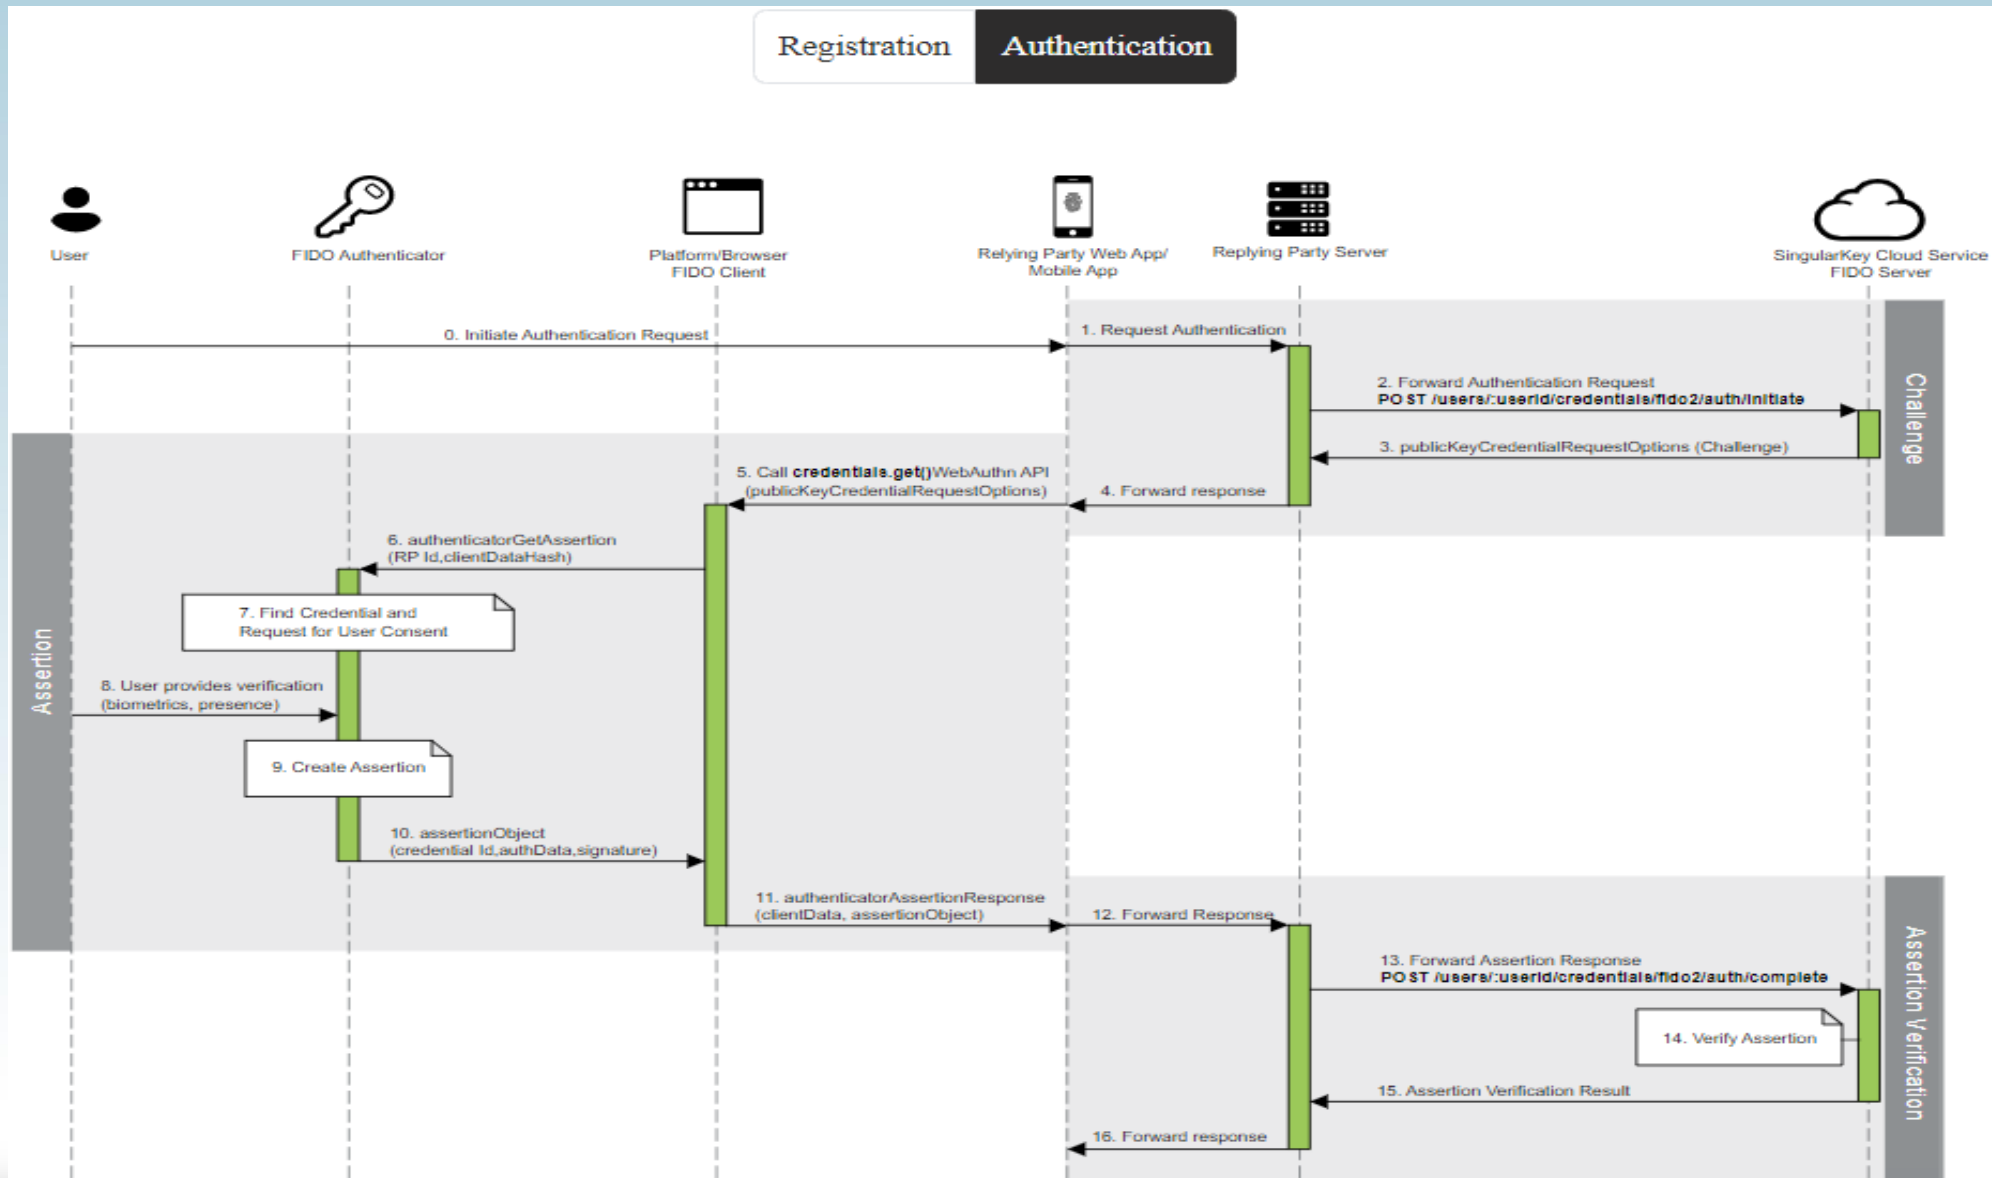 Registration
Authentication
User
FIDO Authenticator
Platform/Browser
FIDO Client
Relying Party Web App/
Mobile App
Replying Party Server
SingularKey Cloud Service
FIDO Server
0. Initiate Authentication Request
1. Request Authentication
2. Forward Authentication Request
POST /users/:userid/credentials/fido2/auth/initiate
3. publicKeyCredentialRequestOptions (Challenge)
Challenge
4. Forward response
5. Call credentials.get()WebAuthn API
(publicKeyCredentialRequestOptions)
6. authenticatorGetAssertion
(RP Id,clientDataHash)
7. Find Credential and
Request for User Consent
Assertion
8. User provides verification
(biometrics, presence)
9. Create Assertion
10. assertionObject
(credential Id,authData,signature)
11. authenticatorAssertionResponse
(clientData, assertionObject)
12. Forward Response
13. Forward Assertion Response
POST /users/:userid/credentials/fido2/auth/complete
14. Verify Assertion
Assertion Verification
15. Assertion Verification Result
16. Forward response